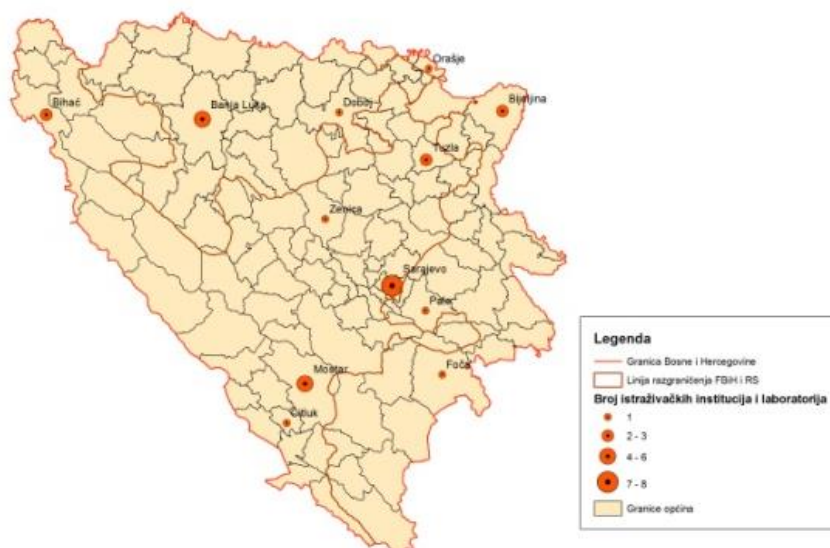 Orašje
Bihać
Banja Luka
Doboj
Bijeljina
Tuzla
Zenica
Sarajevo
Pale
Mostar
Foča
Čitluk
Legenda
Granica Bosne i Hercegovine
Linija razgraničenja FBiH i RS
Broj istraživačkih institucija i laboratorija
1
2 - 3
4 - 6
7 - 8
Granice općina